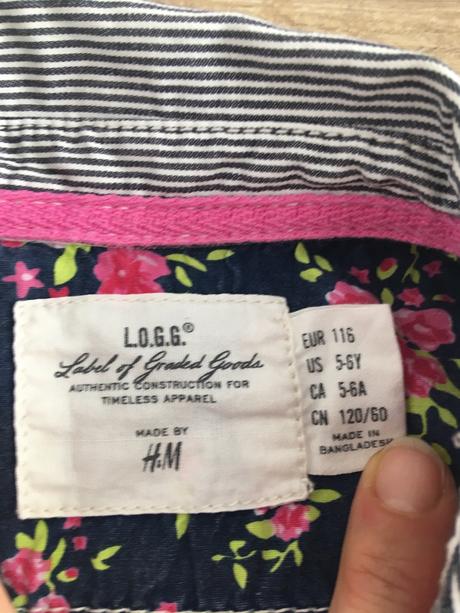 L.O.G.G.®
Label of Graded Goods
AUTHENTIC CONSTRUCTION FOR
TIMELESS APPAREL
MADE BY
H&M
EUR 116
US 5-6Y
CA 5-6A
CN 120/60
MADE IN
BANGLADESH